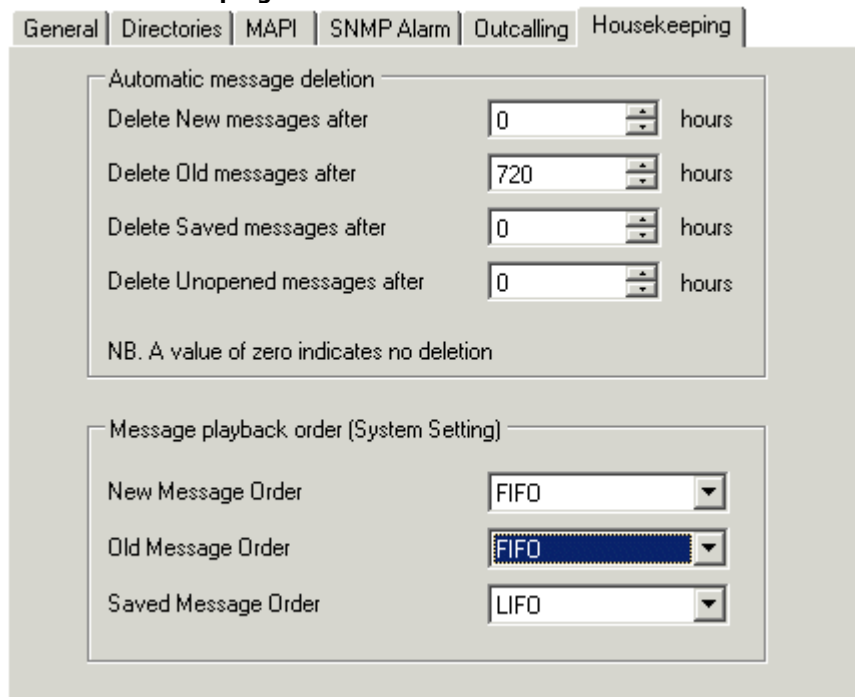 General Directories MAPI SNMP Alarm Outcalling Housekeeping
Automatic message deletion
Delete New messages after 0 hours
Delete Old messages after 720 hours
Delete Saved messages after 0 hours
Delete Unopened messages after 0 hours
NB. A value of zero indicates no deletion
Message playback order (System Setting)
New Message Order FIFO
Old Message Order FIFO
Saved Message Order LIFO